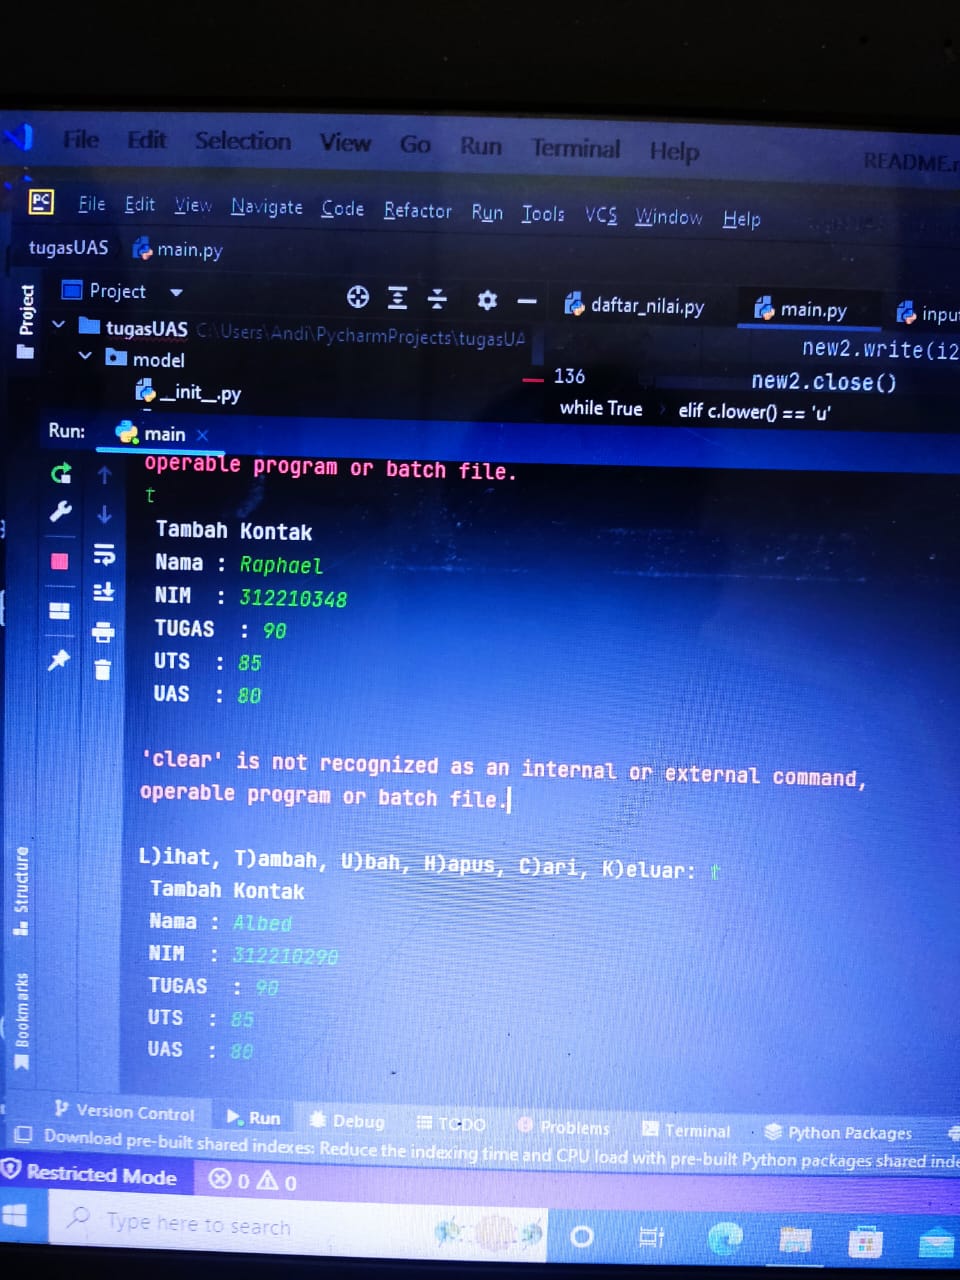 File Edit Selection View Go Run Terminal Help
PC File Edit View Navigate Code Refactor Run Tools VCS Window Help
tugasUAS main.py
Project
Project daftar_nilai.py main.py
tugasUAS C:\Users\Andi\PycharmProjects\tugasUA
new2.write(i2
model
136 new2.close()
__init__.py
while True elif c.lower() == 'u'
Run: main
operable program or batch file.
t
Tambah Kontak
Nama : Raphael
NIM : 312210348
TUGAS : 90
UTS : 85
UAS : 80
'clear' is not recognized as an internal or external command,
operable program or batch file.
L)ihat, T)ambah, U)bah, H)apus, C)ari, K)eluar: t
Tambah Kontak
Nama : Albed
NIM : 312210290
TUGAS : 90
UTS : 85
UAS : 80
Structure
Bookmarks
Version Control Run Debug TODO Problems Terminal Python Packages
Download pre-built shared indexes: Reduce the indexing time and CPU load with pre-built Python packages shared inde
Restricted Mode 0 0
Type here to search